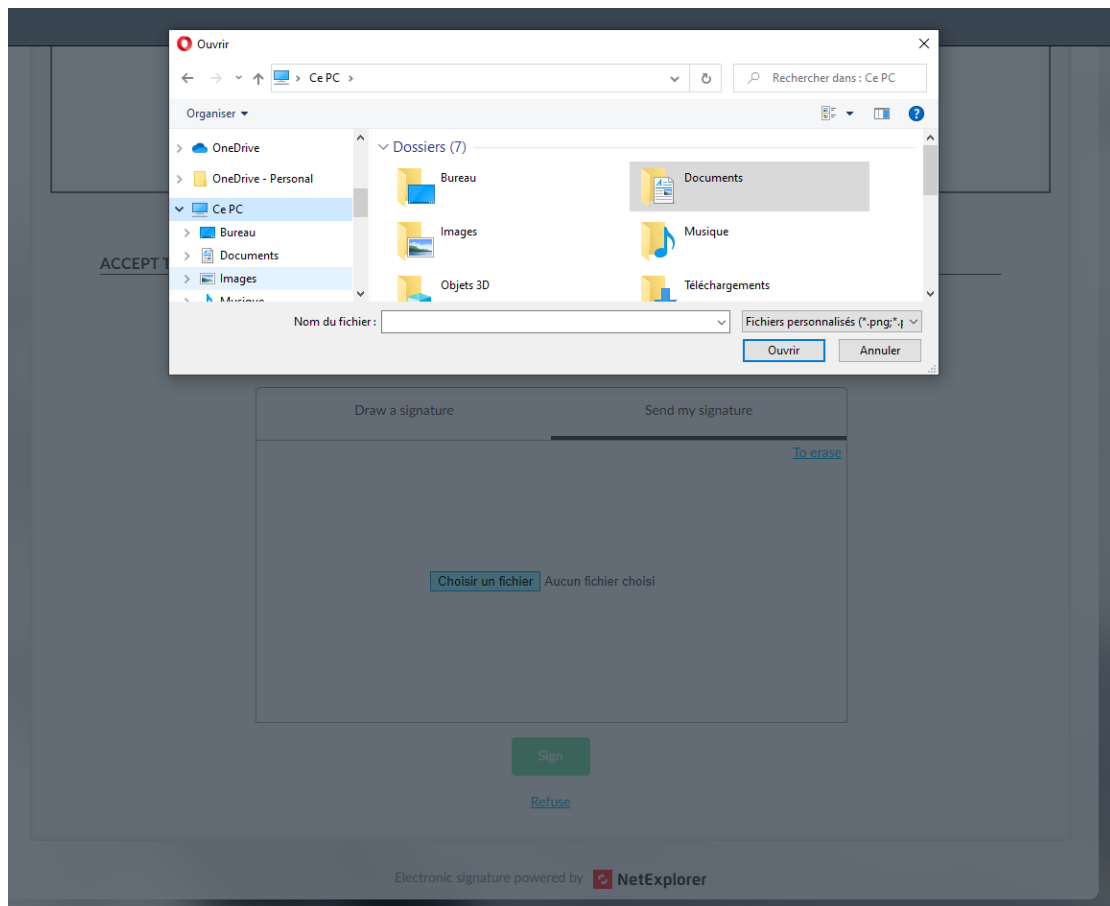 Ouvrir
Ce PC
Rechercher dans : Ce PC
Organiser
OneDrive
OneDrive - Personal
Ce PC
Bureau
Documents
Images
Musique
Dossiers (7)
Bureau
Documents
Images
Musique
Objets 3D
Téléchargements
Nom du fichier :
Fichiers personnalisés (*.png;*.
Ouvrir
Annuler
ACCEPT
Draw a signature
Send my signature
To erase
Choisir un fichier Aucun fichier choisi
Sign
Refuse
Electronic signature powered by NetExplorer